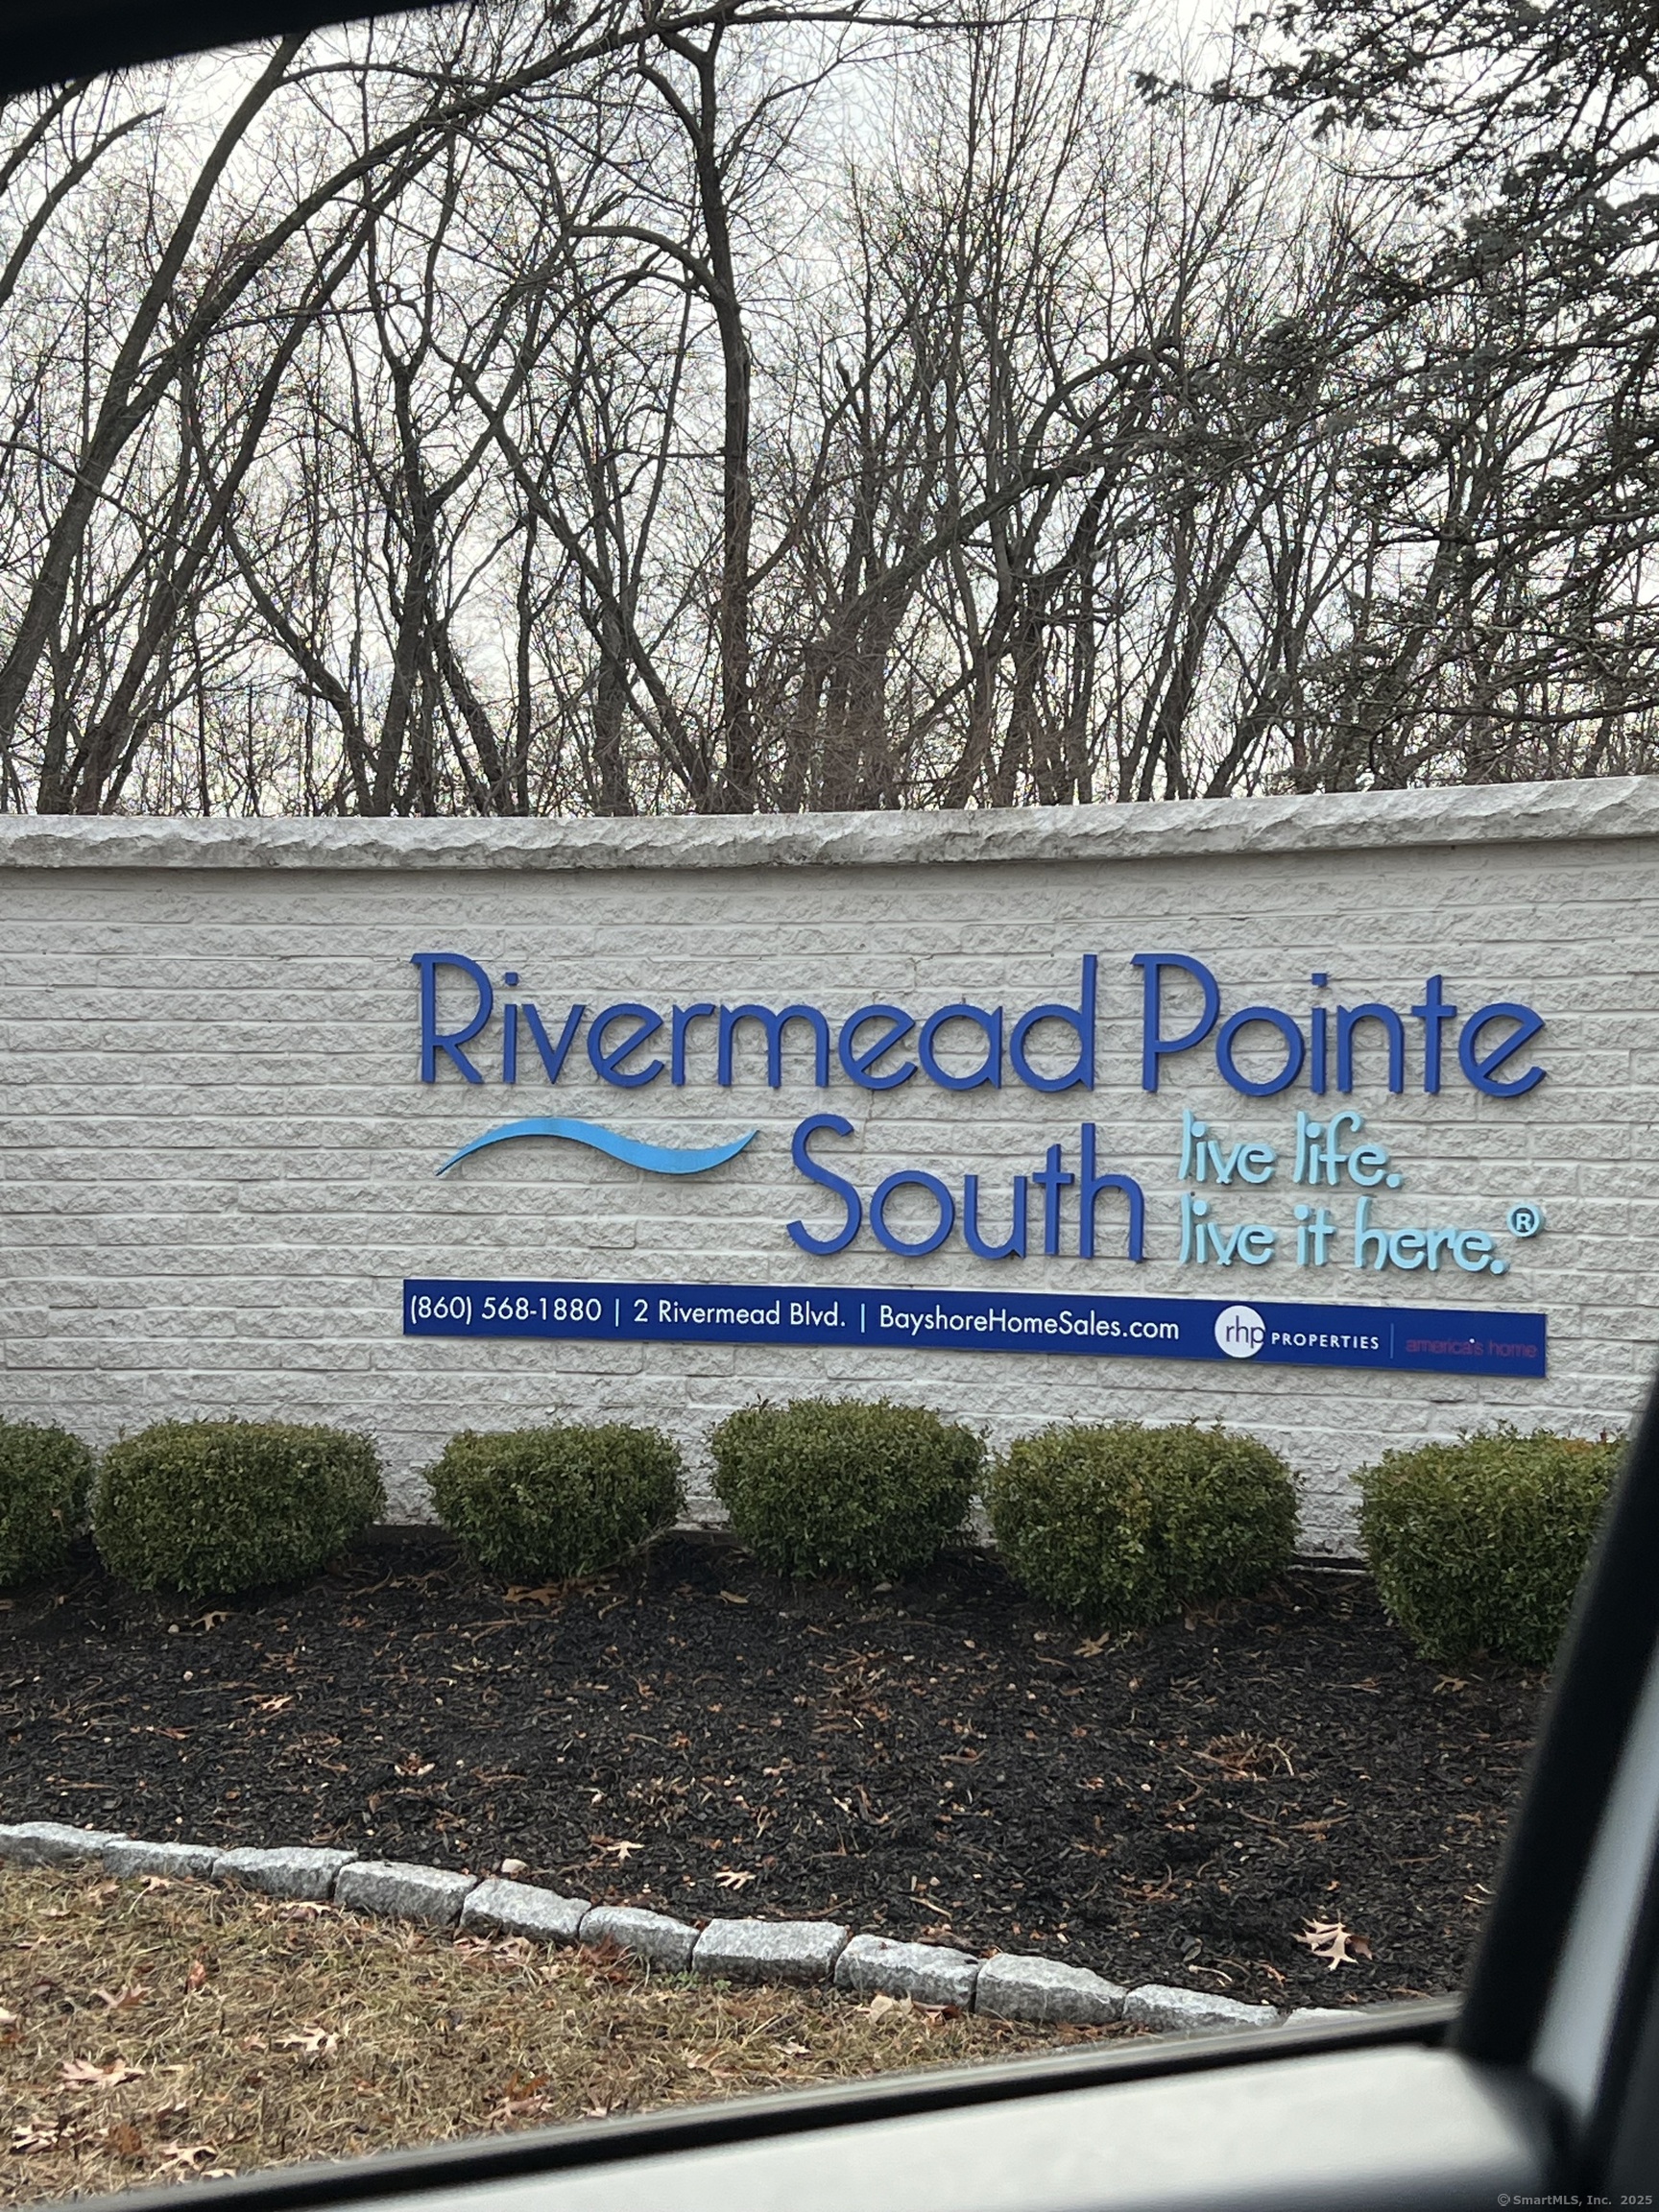 Rivermead Pointe
South
live life.
live it here.®
(860) 568-1880 | 2 Rivermead Blvd. | BayshoreHomeSales.com rhp PROPERTIES | america's home
©SmartMLS, Inc. 2025